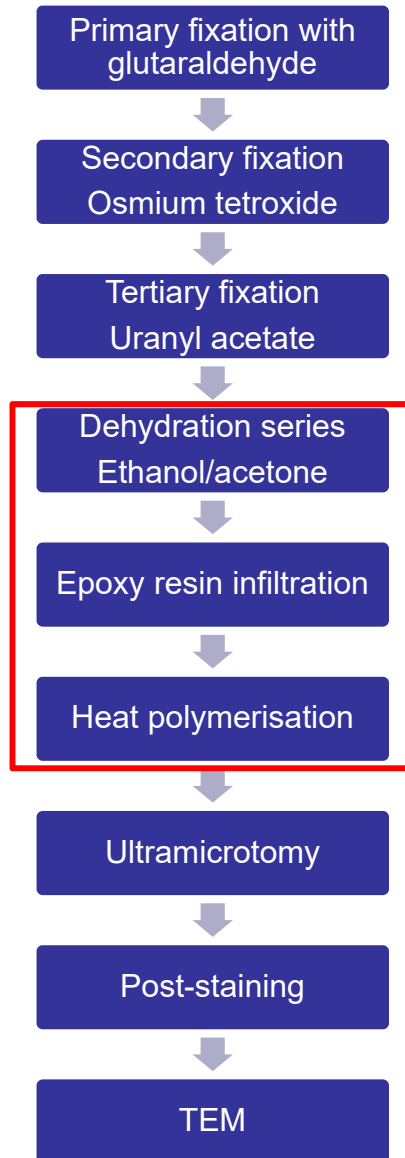 Primary fixation with
glutaraldehyde
Secondary fixation
Osmium tetroxide
Tertiary fixation
Uranyl acetate
Dehydration series
Ethanol/acetone
Epoxy resin infiltration
Heat polymerisation
Ultramicrotomy
Post-staining
TEM